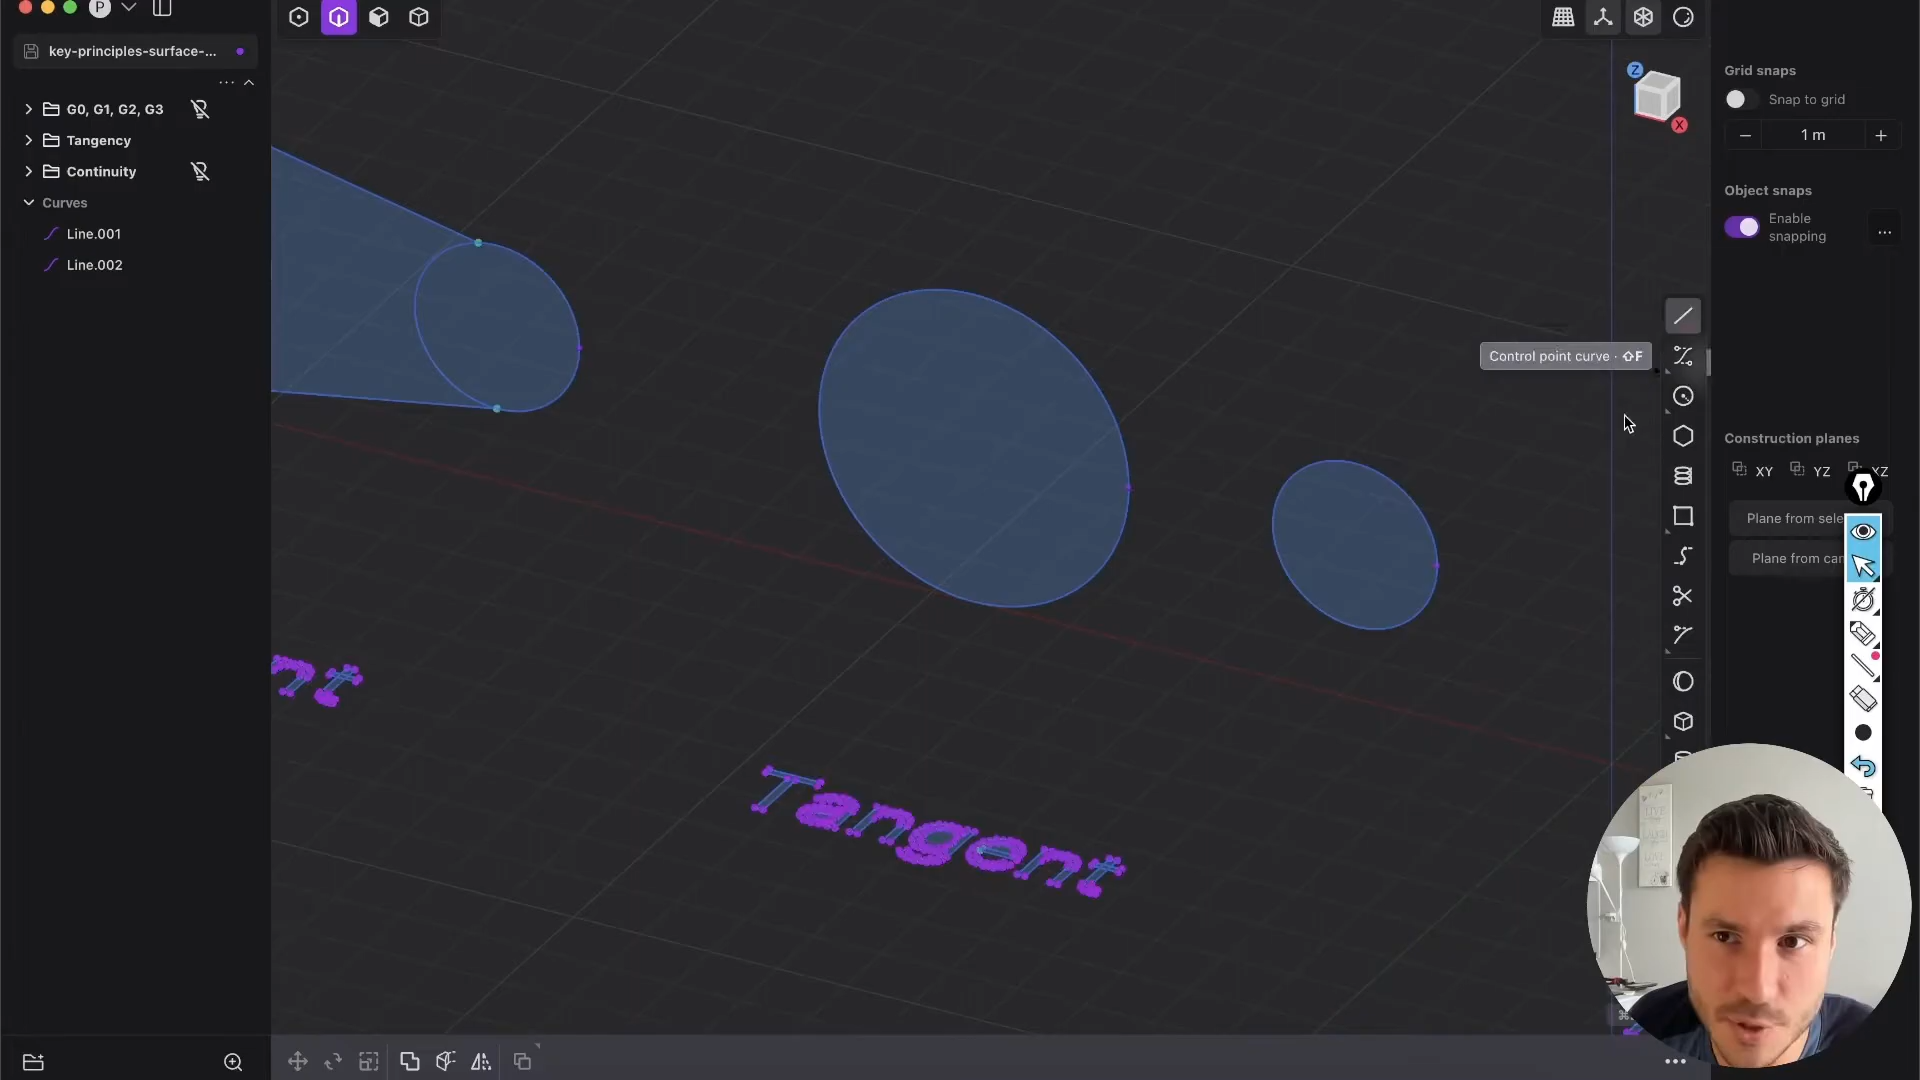 P
key-principles-surface-...
G0, G1, G2, G3
Tangency
Continuity
Curves
Line.001
Line.002
Z
X
Grid snaps
Snap to grid
1 m
Object snaps
Enable
snapping
Control point curve · ⇧F
Construction planes
XY
YZ
XZ
Plane from sele
Plane from can
nt
Tangent